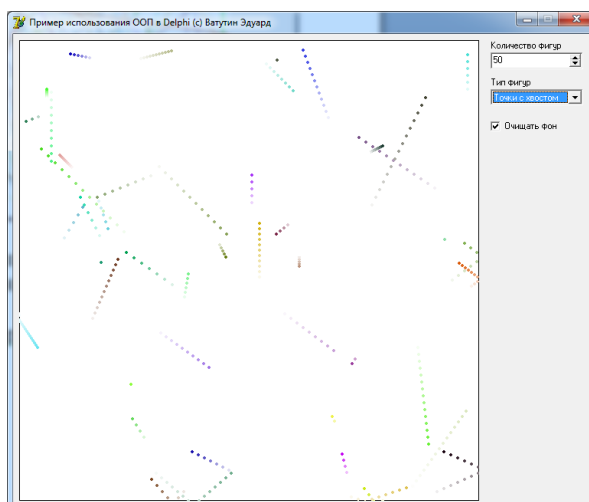 Пример использования ООП в Delphi (c) Ватутин Эдуард
Количество фигур
50
Тип фигур
Точки с хвостом
Очищать фон